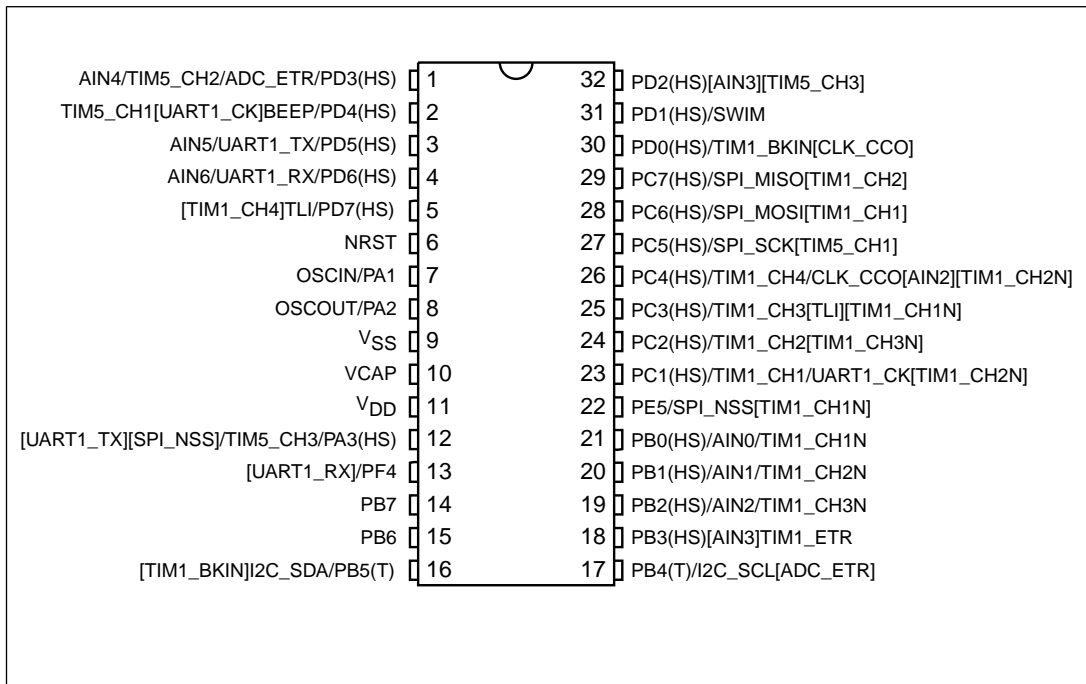 AIN4/TIM5_CH2/ADC_ETR/PD3(HS) 1 32 PD2(HS)[AIN3][TIM5_CH3]
TIM5_CH1[UART1_CK]BEEP/PD4(HS) 2 31 PD1(HS)/SWIM
AIN5/UART1_TX/PD5(HS) 3 30 PD0(HS)/TIM1_BKIN[CLK_CCO]
AIN6/UART1_RX/PD6(HS) 4 29 PC7(HS)/SPI_MISO[TIM1_CH2]
[TIM1_CH4]TLI/PD7(HS) 5 28 PC6(HS)/SPI_MOSI[TIM1_CH1]
NRST 6 27 PC5(HS)/SPI_SCK[TIM5_CH1]
OSCIN/PA1 7 26 PC4(HS)/TIM1_CH4/CLK_CCO[AIN2][TIM1_CH2N]
OSCOUT/PA2 8 25 PC3(HS)/TIM1_CH3[TLI][TIM1_CH1N]
VSS 9 24 PC2(HS)/TIM1_CH2[TIM1_CH3N]
VCAP 10 23 PC1(HS)/TIM1_CH1/UART1_CK[TIM1_CH2N]
VDD 11 22 PE5/SPI_NSS[TIM1_CH1N]
[UART1_TX][SPI_NSS]/TIM5_CH3/PA3(HS) 12 21 PB0(HS)/AIN0/TIM1_CH1N
[UART1_RX]/PF4 13 20 PB1(HS)/AIN1/TIM1_CH2N
PB7 14 19 PB2(HS)/AIN2/TIM1_CH3N
PB6 15 18 PB3(HS)[AIN3]TIM1_ETR
[TIM1_BKIN]I2C_SDA/PB5(T) 16 17 PB4(T)/I2C_SCL[ADC_ETR]